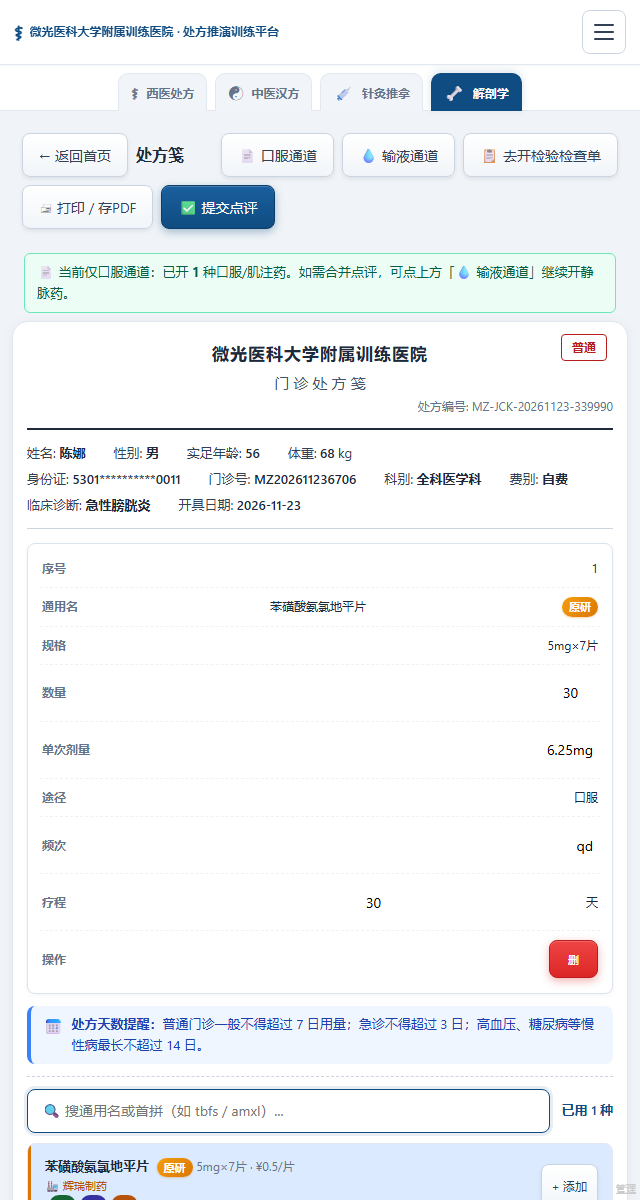 微光医科大学附属训练医院 · 处方推演训练平台
西医处方 中医汉方 针灸推拿 解剖学
← 返回首页 处方笺 口服通道 输液通道 去开检验检查单
打印 / 存PDF 提交点评
当前仅口服通道：已开 1 种口服/肌注药。如需合并点评，可点上方「💧 输液通道」继续开静
脉药。
微光医科大学附属训练医院 普通
门诊处方笺
处方编号: MZ-JCK-20261123-339990
姓名: 陈娜 性别: 男 实足年龄: 56 体重: 68 kg
身份证: 5301**********0011 门诊号: MZ202611236706 科别: 全科医学科 费别: 自费
临床诊断: 急性膀胱炎 开具日期: 2026-11-23
序号 1
通用名 苯磺酸氨氯地平片 原研
规格 5mg×7片
数量 30
单次剂量 6.25mg
途径 口服
频次 qd
疗程 30 天
操作 删
处方天数提醒：普通门诊一般不得超过 7 日用量；急诊不得超过 3 日；高血压、糖尿病等慢
性病最长不超过 14 日。
搜通用名或首拼（如 tbfs / amxl）... 已用 1 种
苯磺酸氨氯地平片 原研 5mg×7片 · ¥0.5/片
辉瑞制药
+ 添加
管理